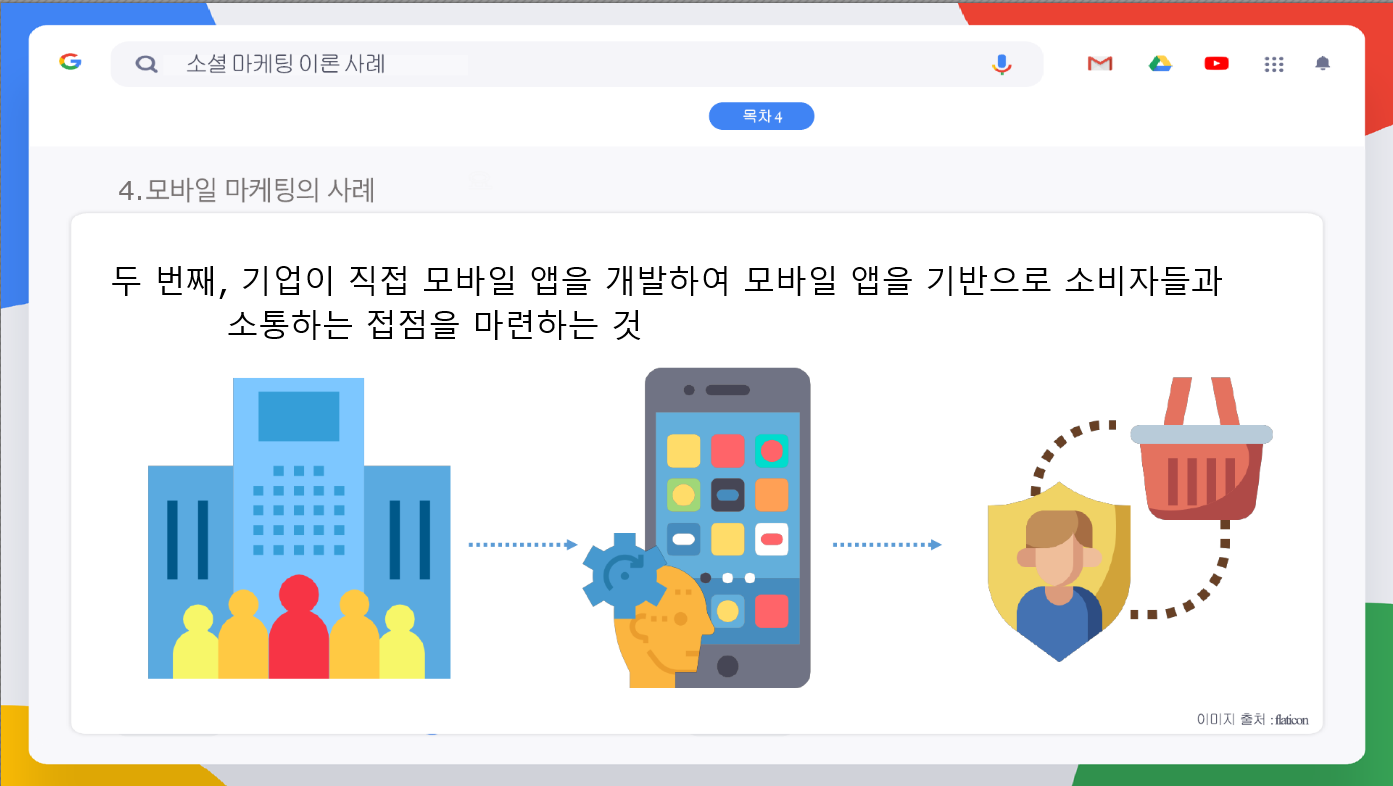 소셜 마케팅 이론 사례
목차 4
4.모바일 마케팅의 사례
두 번째, 기업이 직접 모바일 앱을 개발하여 모바일 앱을 기반으로 소비자들과
소통하는 접점을 마련하는 것
이미지 출처 : flaticon